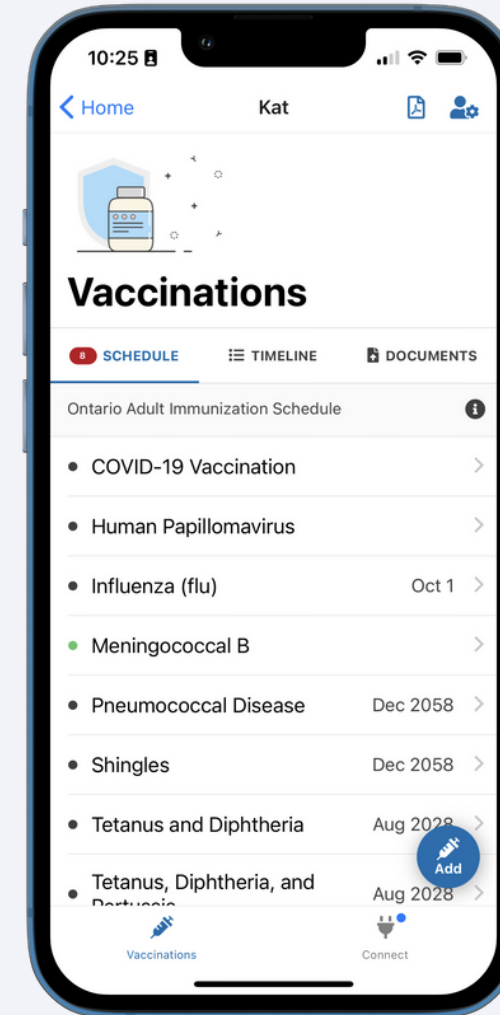 10:25
Home Kat
Vaccinations
8 SCHEDULE TIMELINE DOCUMENTS
Ontario Adult Immunization Schedule
COVID-19 Vaccination
Human Papillomavirus
Influenza (flu) Oct 1
Meningococcal B
Pneumococcal Disease Dec 2058
Shingles Dec 2058
Tetanus and Diphtheria Aug 2028
Add
Tetanus, Diphtheria, and Aug 2028
Pertussis
Vaccinations Connect